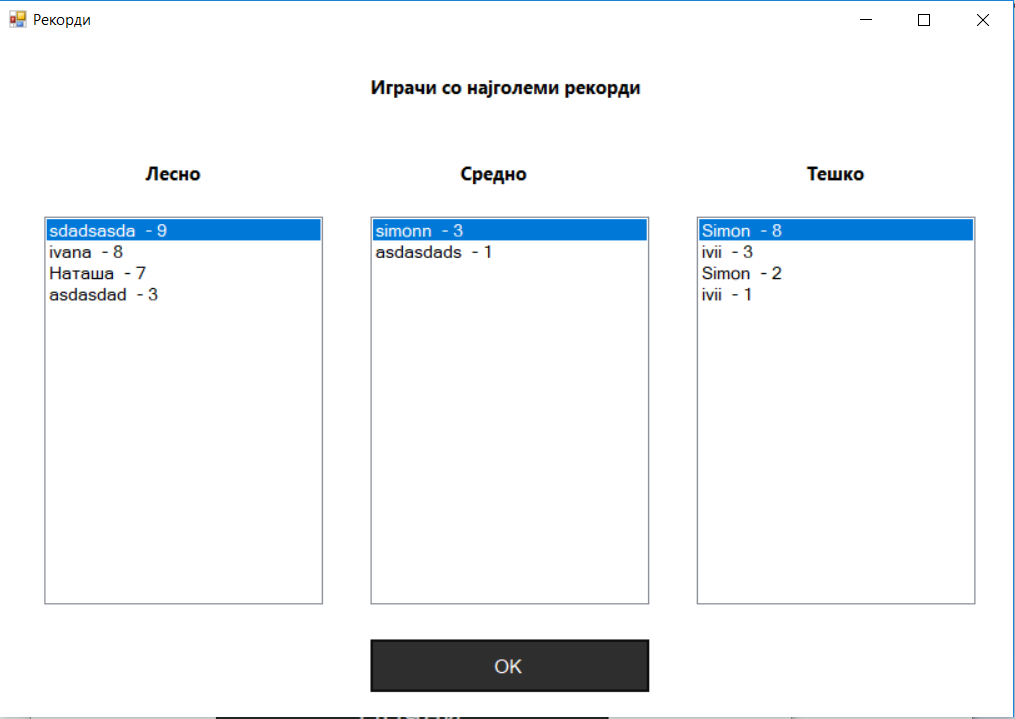 Рекорди
Играчи со најголеми рекорди
Лесно
sdadsasda - 9
ivana - 8
Наташа - 7
asdasdad - 3
Средно
simonn - 3
asdasdads - 1
Тешко
Simon - 8
ivii - 3
Simon - 2
ivii - 1
OK